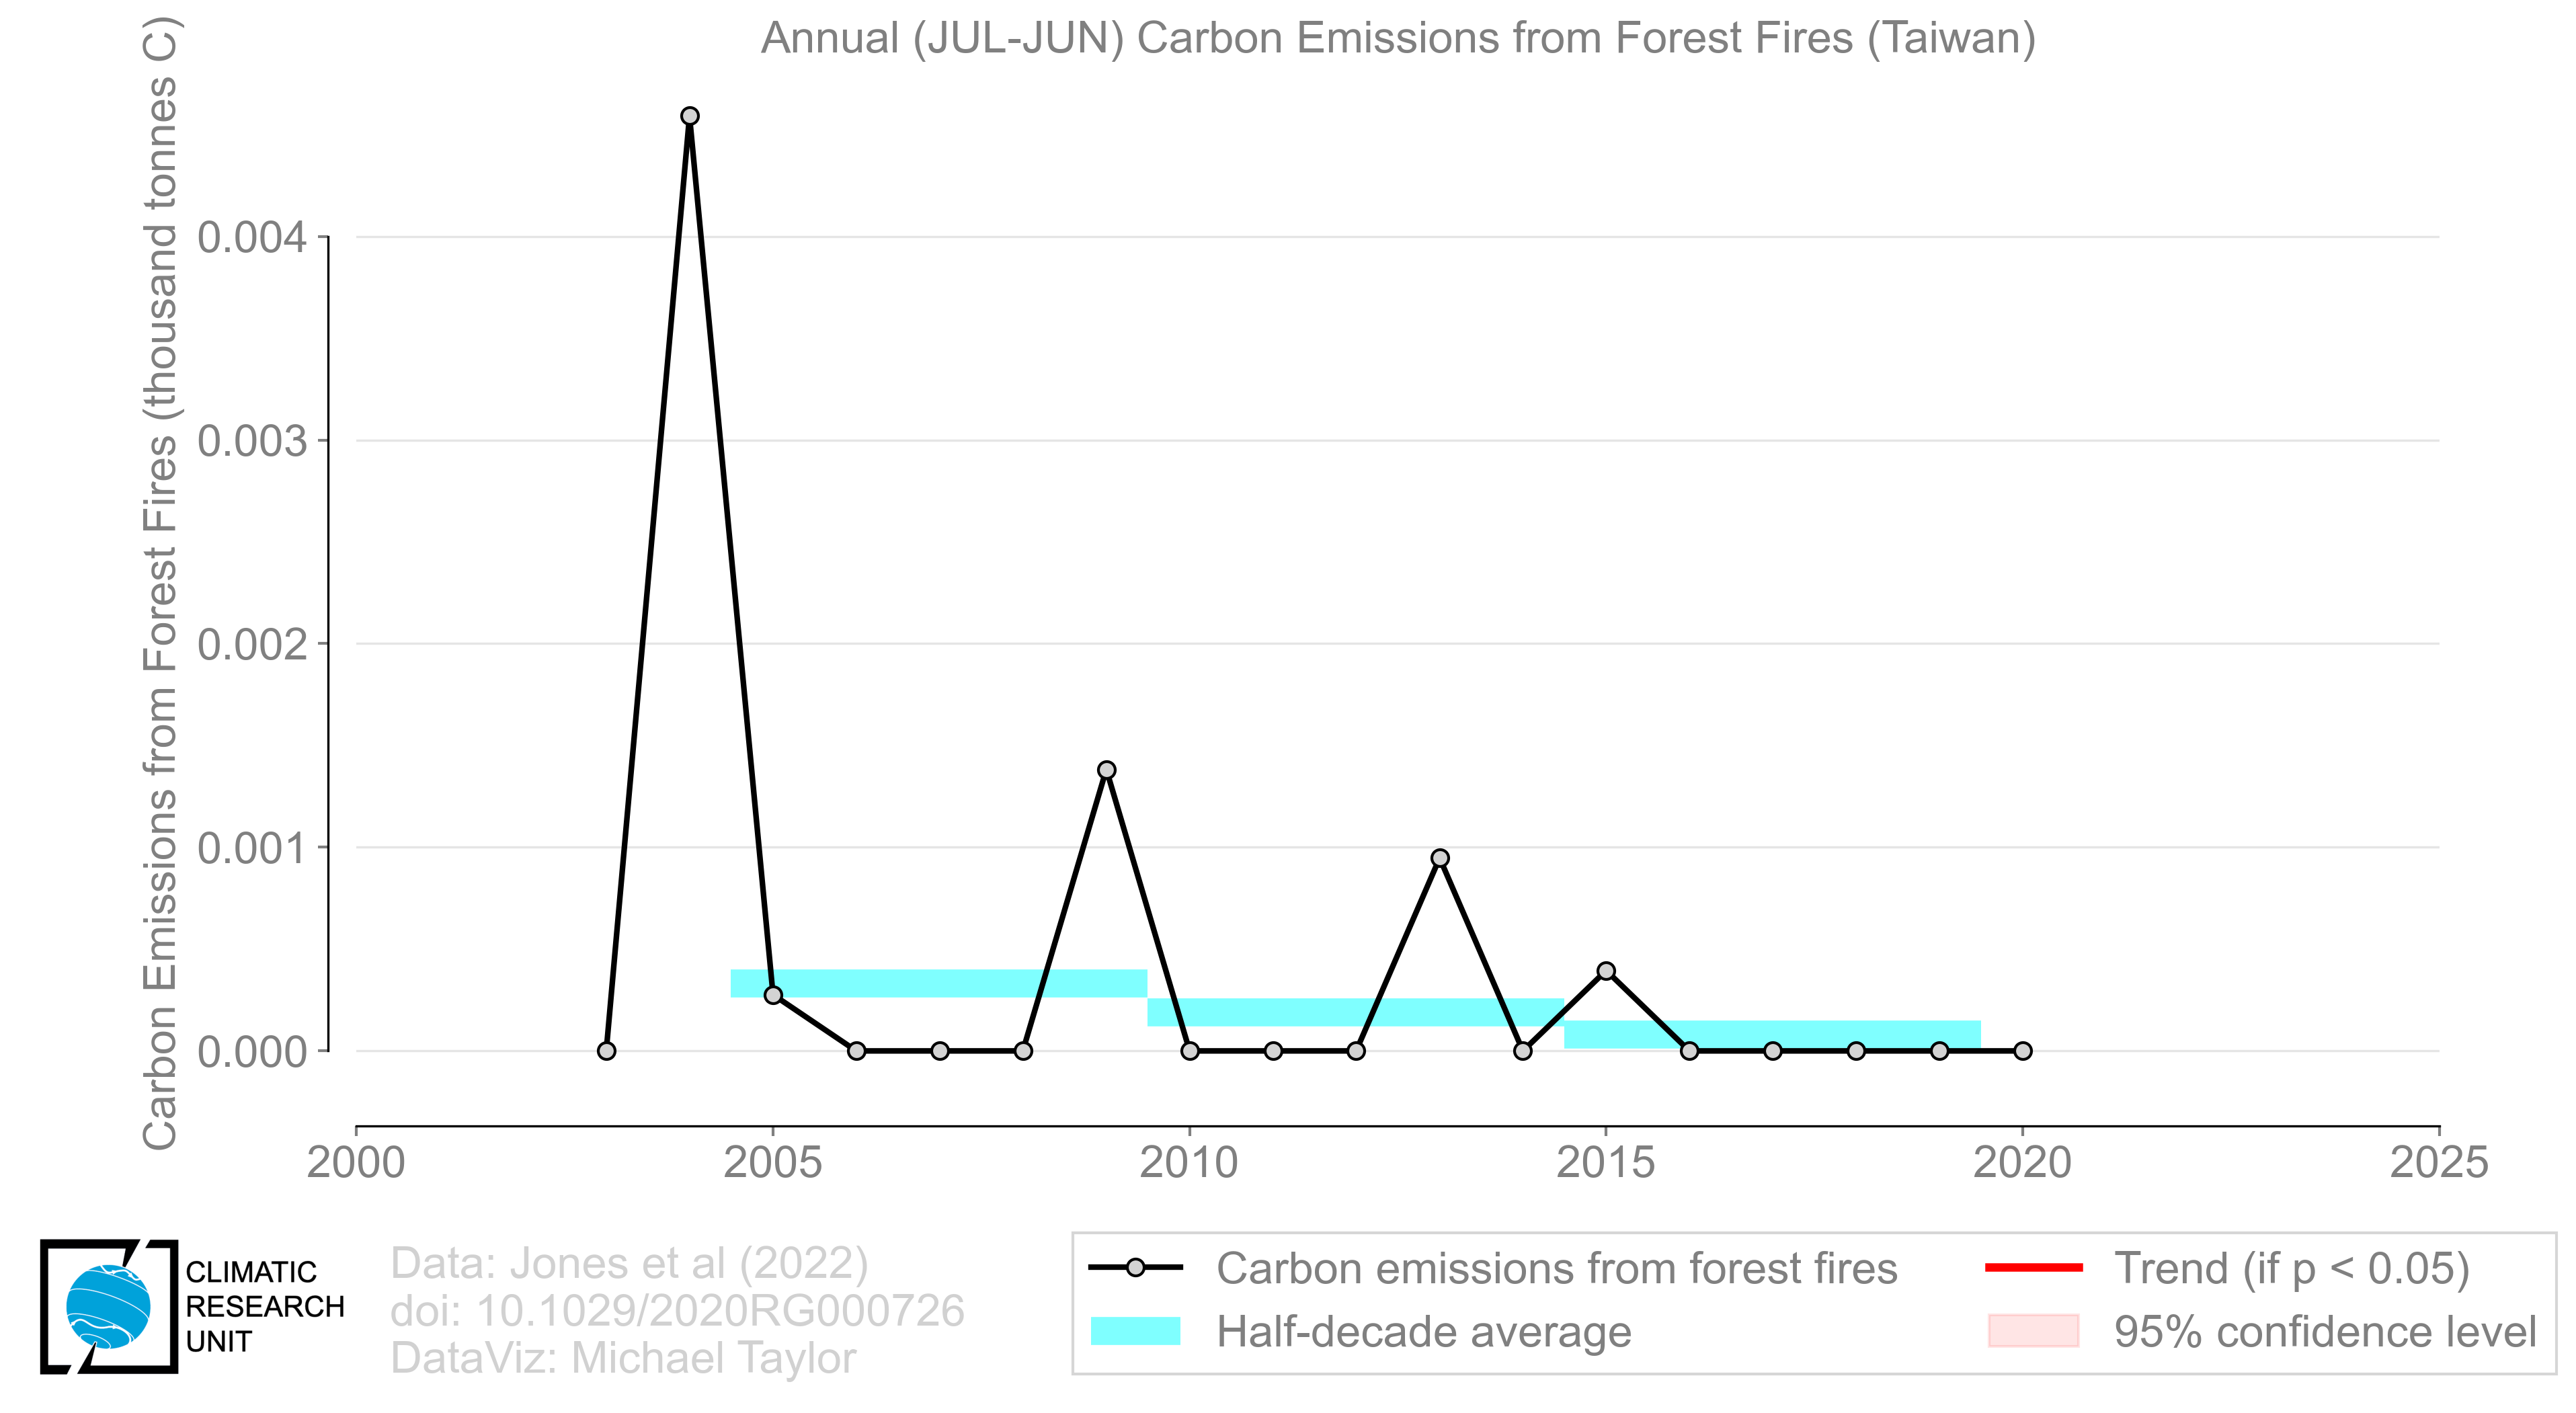 Annual (JUL-JUN) Carbon Emissions from Forest Fires (Taiwan)
Carbon Emissions from Forest Fires (thousand tonnes C)
0.004
0.003
0.002
0.001
0.000
2000 2005 2010 2015 2020 2025
CLIMATIC
RESEARCH
UNIT
Data: Jones et al (2022)
doi: 10.1029/2020RG000726
DataViz: Michael Taylor
Carbon emissions from forest fires
Half-decade average
Trend (if p < 0.05)
95% confidence level